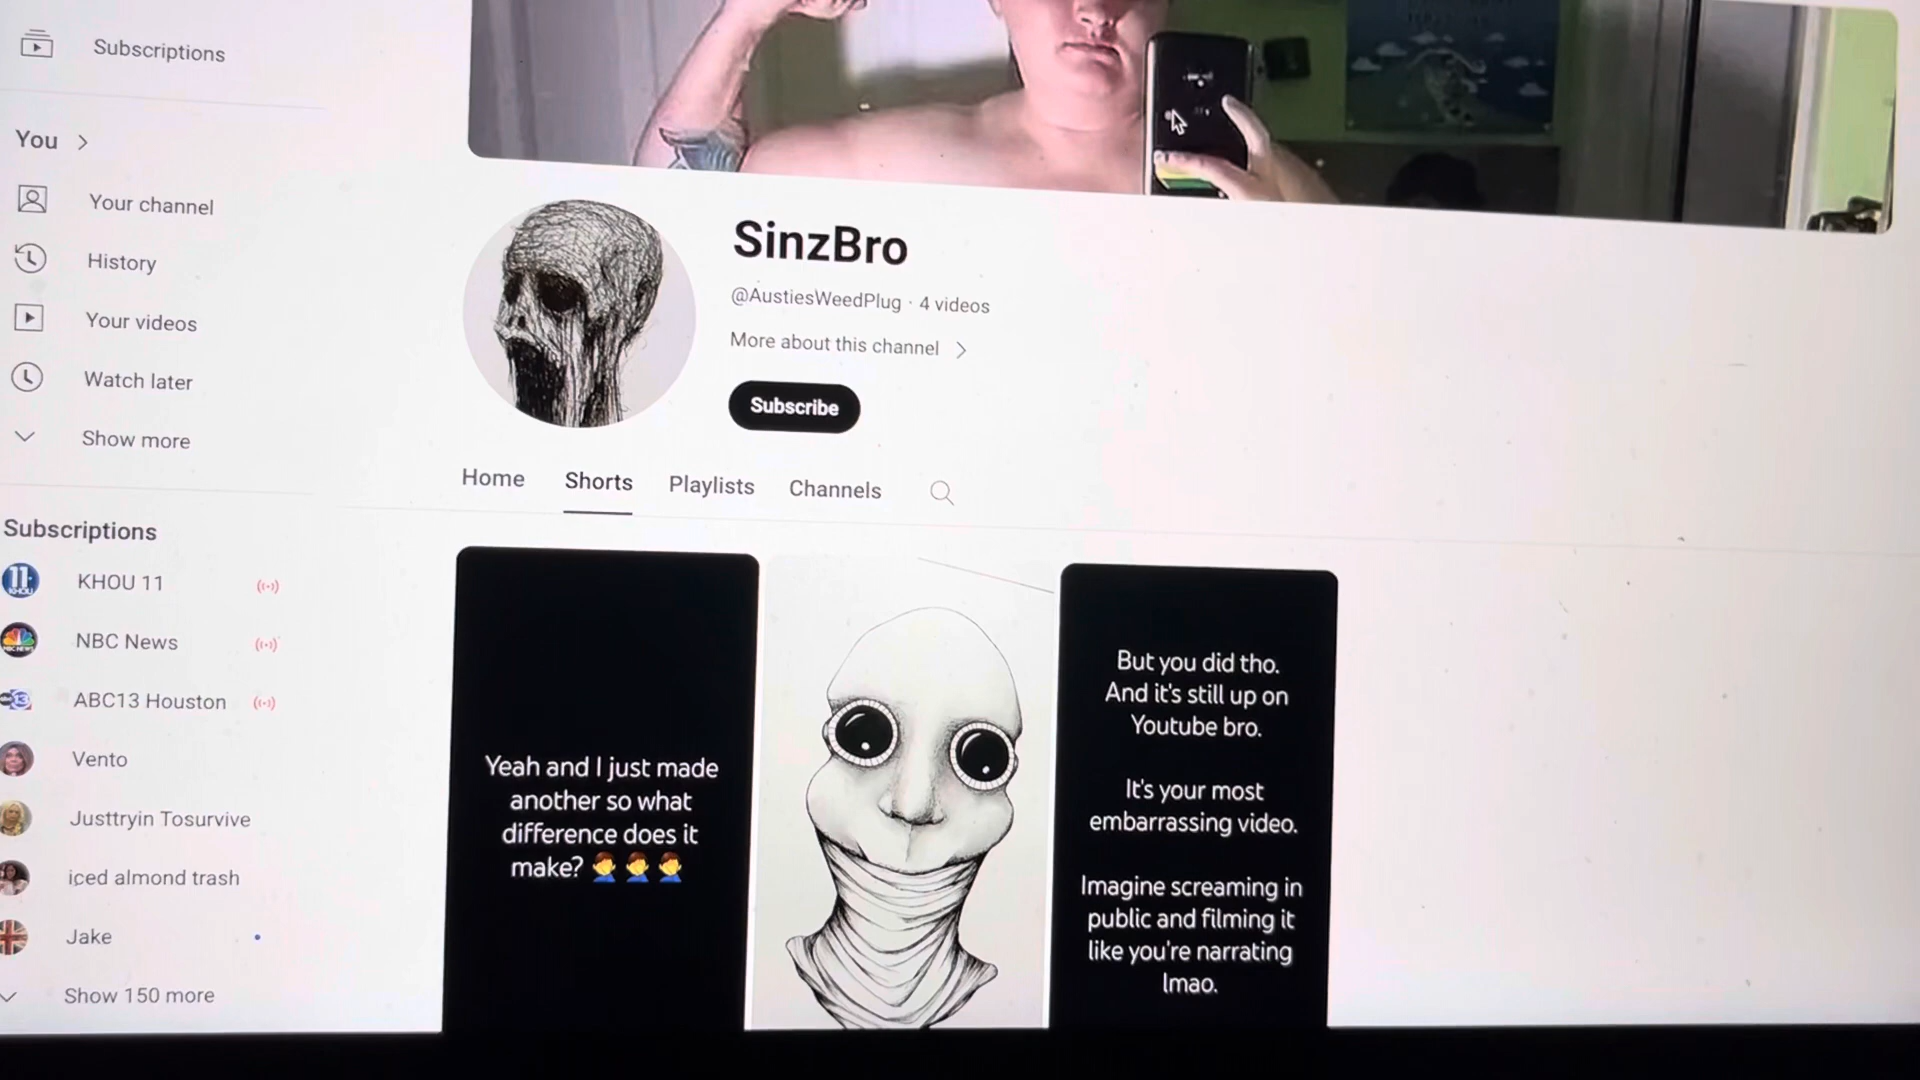 Subscriptions
You
Your channel
History
Your videos
Watch later
Show more
Subscriptions
KHOU 11
NBC News
ABC13 Houston
Vento
Justtryin Tosurvive
iced almond trash
Jake
Show 150 more
SinzBro
@AustiesWeedPlug · 4 videos
More about this channel
Subscribe
Home
Shorts
Playlists
Channels
Yeah and I just made
another so what
difference does it
make? 🤦‍♂️🤦‍♂️🤦‍♂️
But you did tho.
And it's still up on
Youtube bro.
It's your most
embarrassing video.
Imagine screaming in
public and filming it
like you're narrating
lmao.